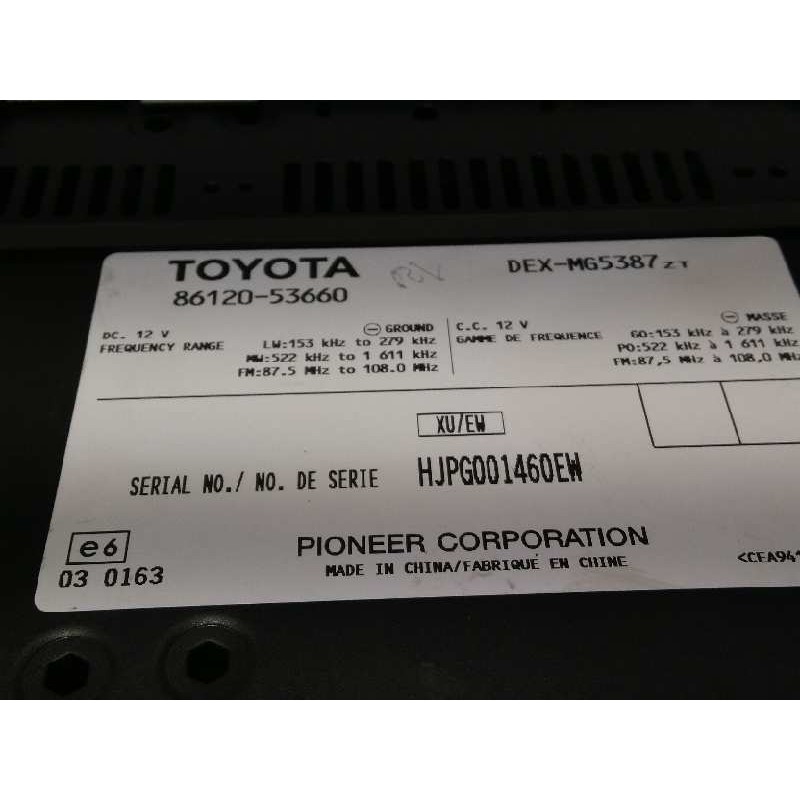 TOYOTA
DEX-MG5387ZT
86120-53660
DC. 12 V
GROUND
FREQUENCY RANGE
LW:153 kHz to 279 kHz
MW:522 kHz to 1 611 kHz
FM:87.5 MHz to 108.0 MHz
C.C. 12 V
MASSE
GAMME DE FREQUENCE
GO:153 kHz à 279 kHz
PO:522 kHz à 1 611 kHz
FM:87,5 MHz à 108,0 MHz
XU/EW
SERIAL NO./ NO. DE SERIE HJPG001460EW
e6
03 0163
PIONEER CORPORATION
MADE IN CHINA/FABRIQUÉ EN CHINE